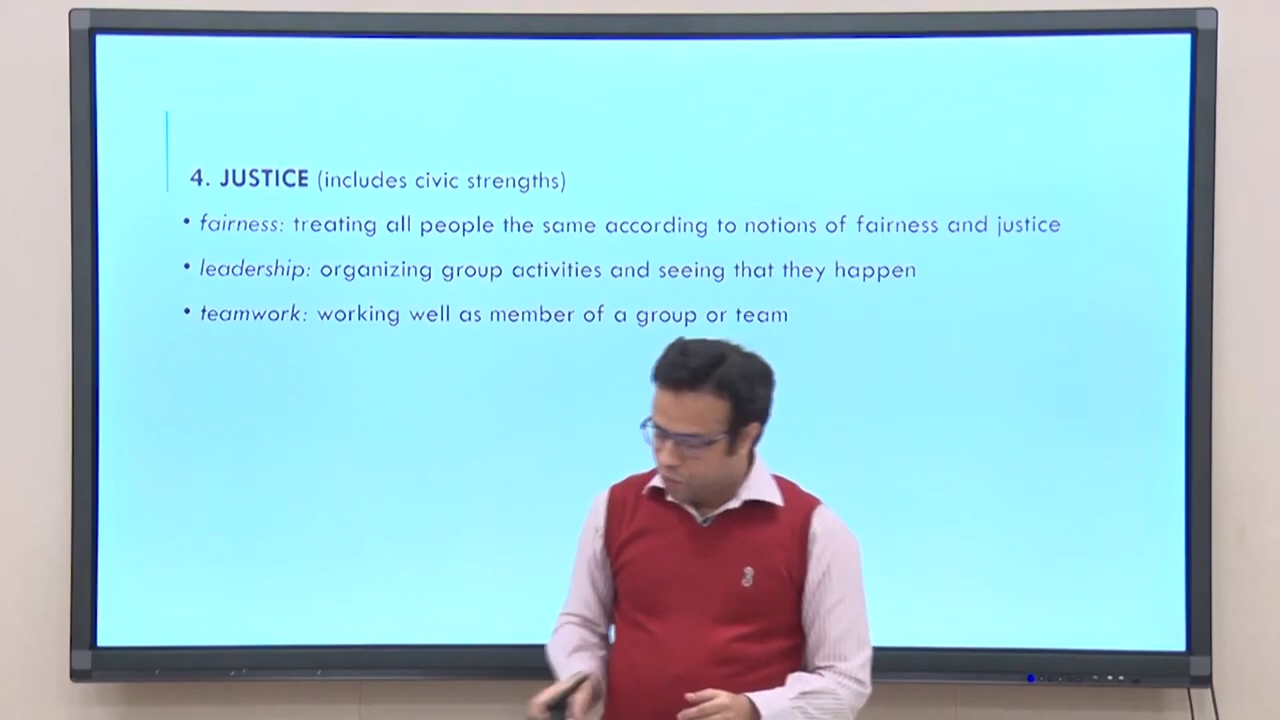 4. JUSTICE (includes civic strengths)
• fairness: treating all people the same according to notions of fairness and justice
• leadership: organizing group activities and seeing that they happen
• teamwork: working well as member of a group or team